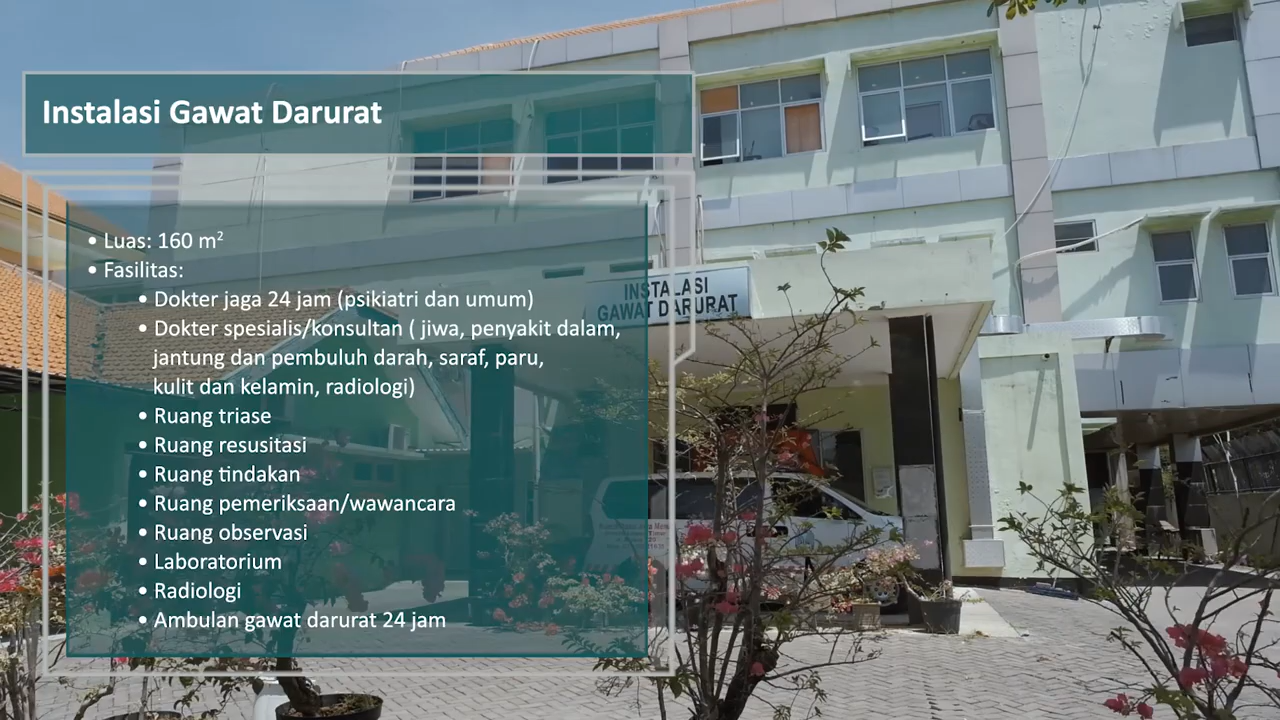 Instalasi Gawat Darurat
• Luas: 160 m²
• Fasilitas:
• Dokter jaga 24 jam (psikiatri dan umum)
• Dokter spesialis/konsultan ( jiwa, penyakit dalam,
jantung dan pembuluh darah, saraf, paru,
kulit dan kelamin, radiologi)
• Ruang triase
• Ruang resusitasi
• Ruang tindakan
• Ruang pemeriksaan/wawancara
• Ruang observasi
• Laboratorium
• Radiologi
• Ambulan gawat darurat 24 jam
INSTALASI
GAWAT DARURAT